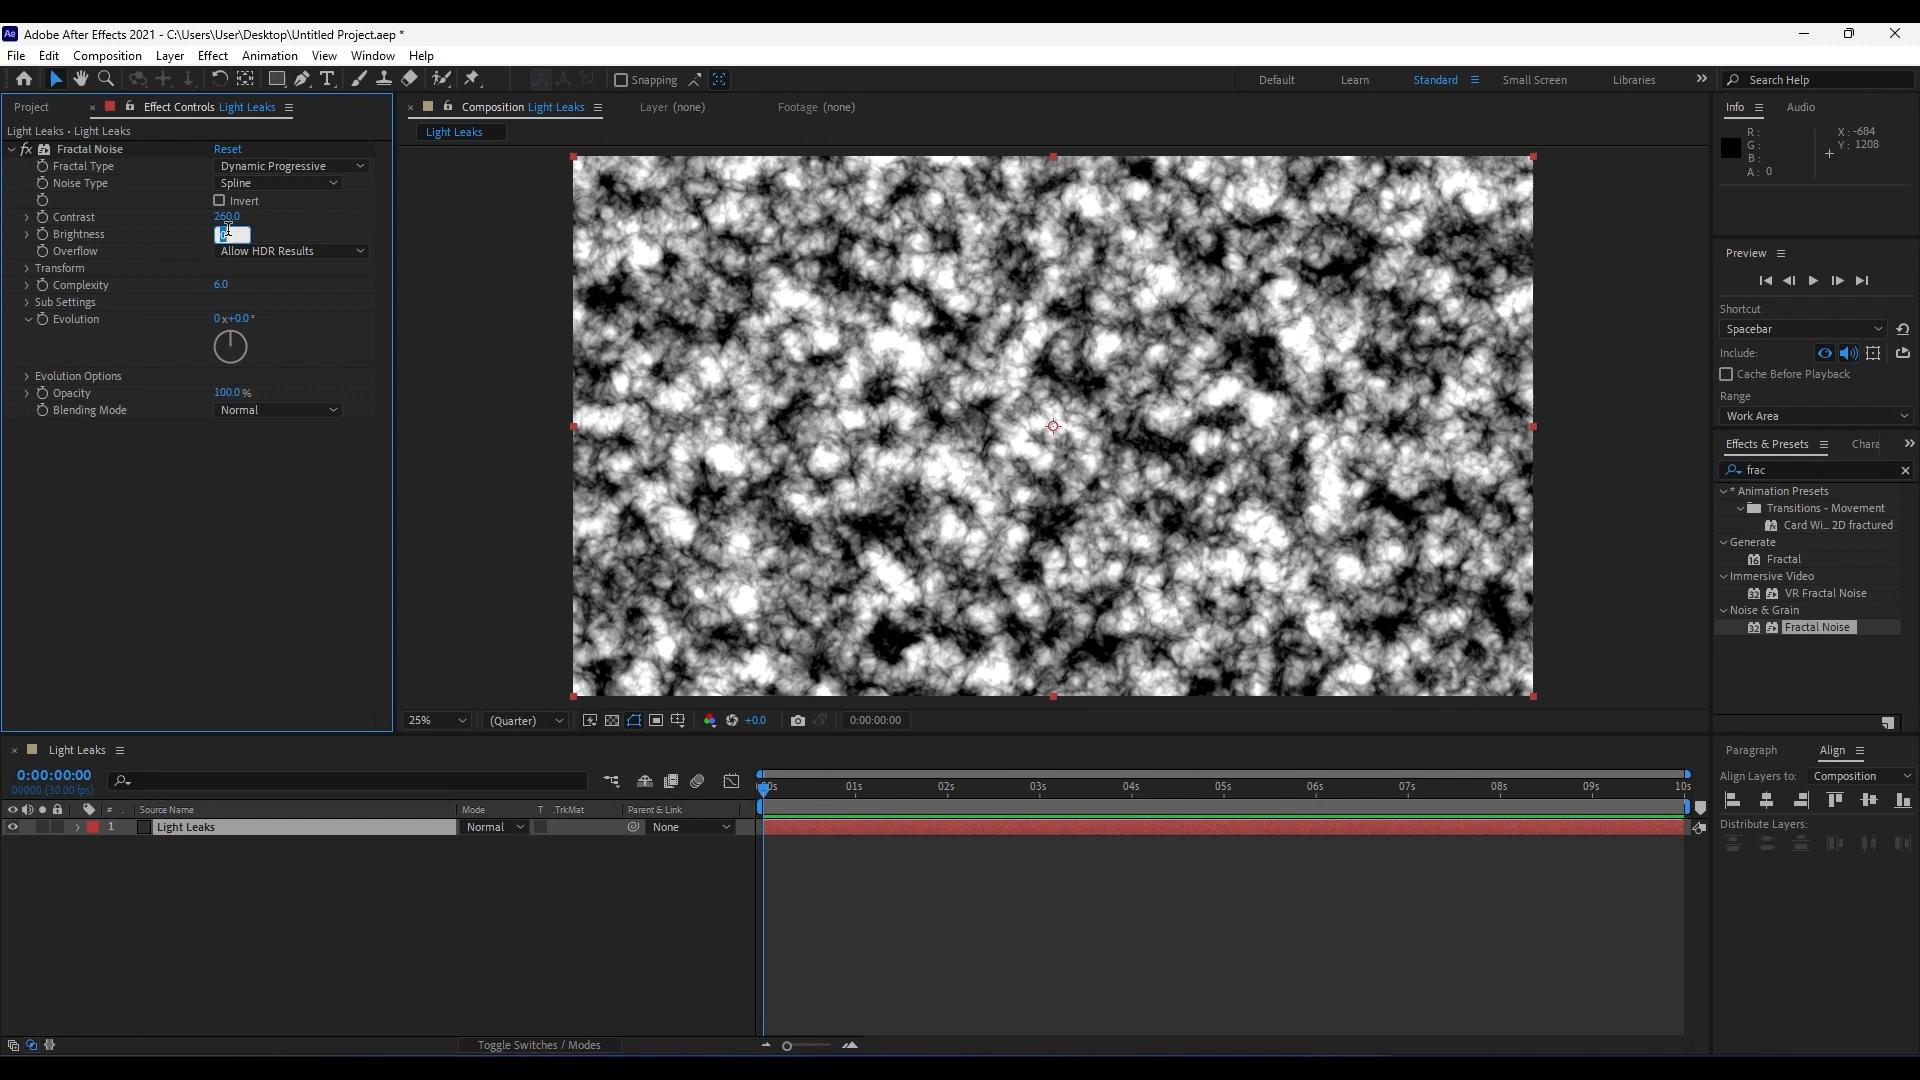 Ae Adobe After Effects 2021 - C:\Users\User\Desktop\Untitled Project.aep *
File Edit Composition Layer Effect Animation View Window Help
Snapping Default Learn Standard Small Screen Libraries Search Help
Project Effect Controls Light Leaks
Light Leaks • Light Leaks
fx Fractal Noise Reset
Fractal Type Dynamic Progressive
Noise Type Spline
Invert
Contrast 260.0
Brightness
Overflow Allow HDR Results
Transform
Complexity 6.0
Sub Settings
Evolution 0x+0.0°
Evolution Options
Opacity 100.0 %
Blending Mode Normal
Composition Light Leaks Layer (none) Footage (none)
Light Leaks
25% (Quarter) +0.0 0:00:00:00
Info Audio
R: X: -684
G: Y: 1208
B:
A: 0
Preview
Shortcut
Spacebar
Include:
Cache Before Playback
Range
Work Area
Effects & Presets Chara
frac
* Animation Presets
Transitions - Movement
Card Wi... 2D fractured
Generate
16 Fractal
Immersive Video
32 VR Fractal Noise
Noise & Grain
32 Fractal Noise
Light Leaks
0:00:00:00
00000 (30.00 fps)
# Source Name Mode T .TrkMat Parent & Link
1 Light Leaks Normal None
01s 02s 03s 04s 05s 06s 07s 08s 09s 10s
Toggle Switches / Modes
Paragraph Align
Align Layers to: Composition
Distribute Layers: